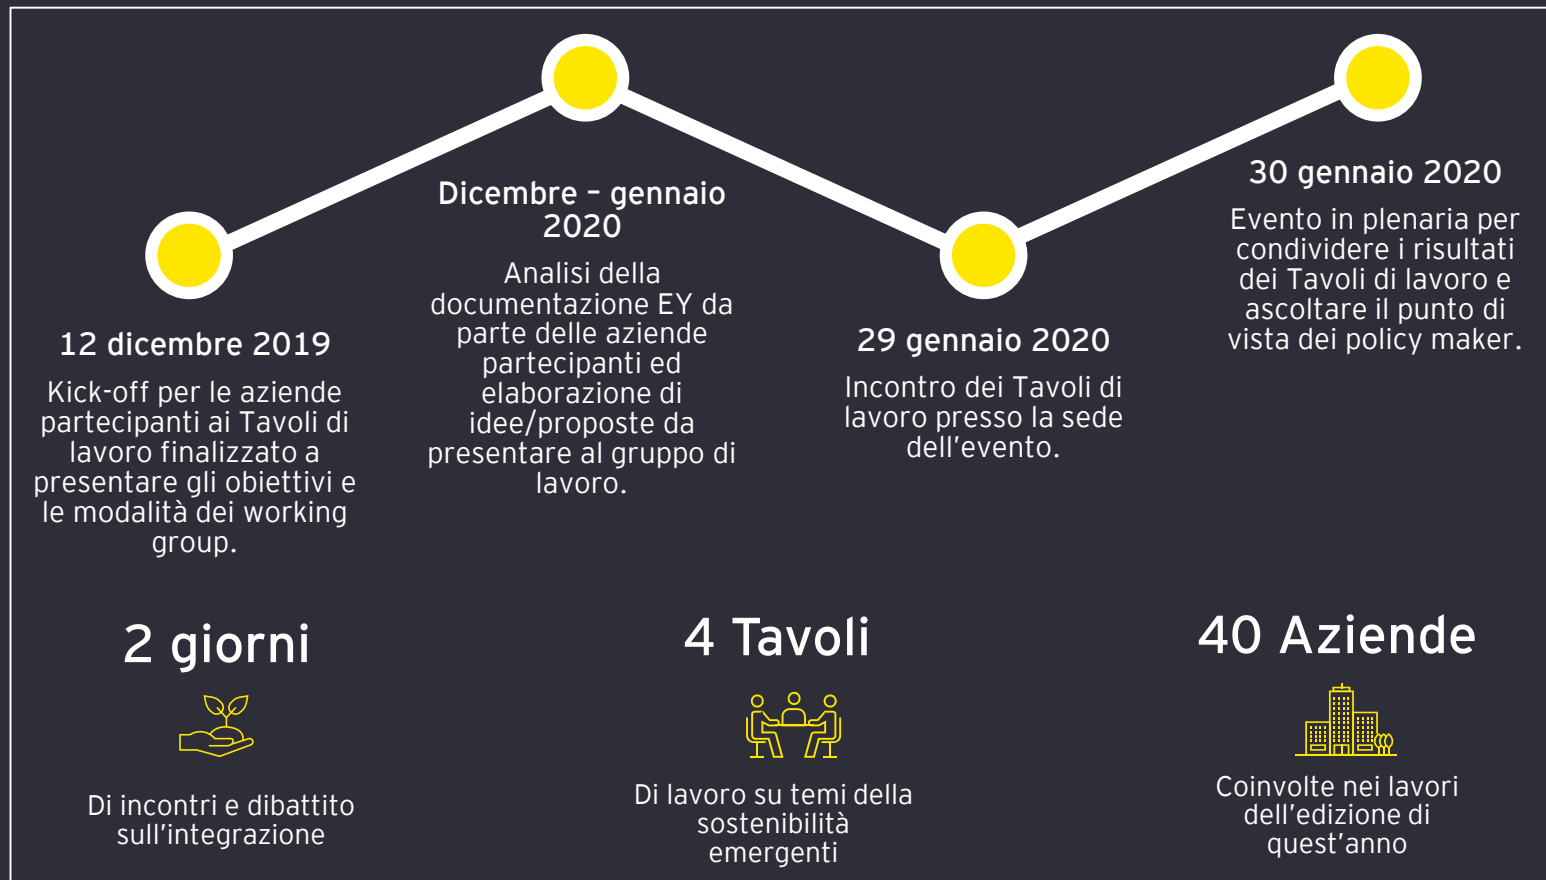 12 dicembre 2019
Kick-off per le aziende
partecipanti ai Tavoli di
lavoro finalizzato a
presentare gli obiettivi e
le modalità dei working
group.
Dicembre – gennaio
2020
Analisi della
documentazione EY da
parte delle aziende
partecipanti ed
elaborazione di
idee/proposte da
presentare al gruppo di
lavoro.
29 gennaio 2020
Incontro dei Tavoli di
lavoro presso la sede
dell'evento.
30 gennaio 2020
Evento in plenaria per
condividere i risultati
dei Tavoli di lavoro e
ascoltare il punto di
vista dei policy maker.
2 giorni
Di incontri e dibattito
sull'integrazione
4 Tavoli
Di lavoro su temi della
sostenibilità
emergenti
40 Aziende
Coinvolte nei lavori
dell'edizione di
quest'anno